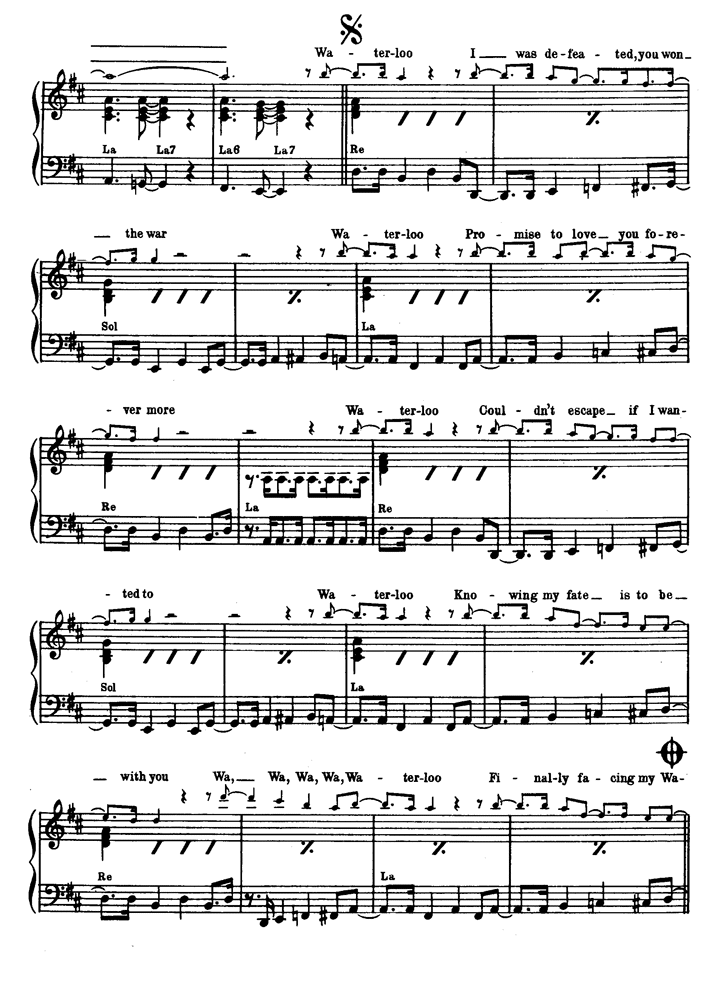 Wa - ter-loo I was de-fea - ted, you won
La La7 La6 La7 Re
the war Wa - ter-loo Pro - mise to love you fo-re-
Sol La
- ver more Wa - ter-loo Coul - dn't escape if I wan-
Re La Re
- ted to Wa - ter-loo Kno - wing my fate is to be
Sol La
with you Wa, Wa, Wa, Wa, Wa - ter-loo Fi - nal-ly fa - cing my Wa-
Re La